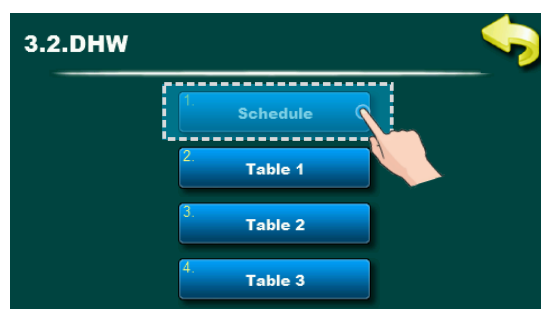 3.2.DHW
1.
Schedule
2.
Table 1
3.
Table 2
4.
Table 3